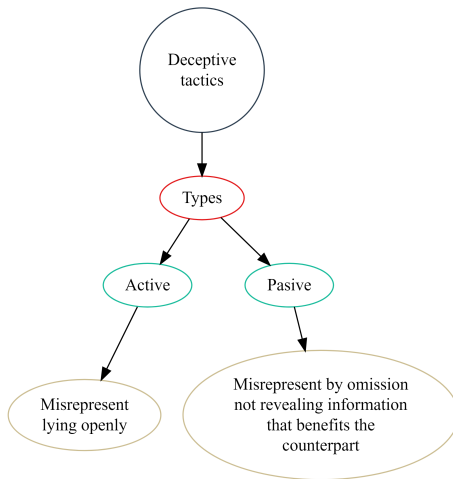 Deceptive
tactics
Types
Active
Pasive
Misrepresent
lying openly
Misrepresent by omission
not revealing information
that benefits the
counterpart